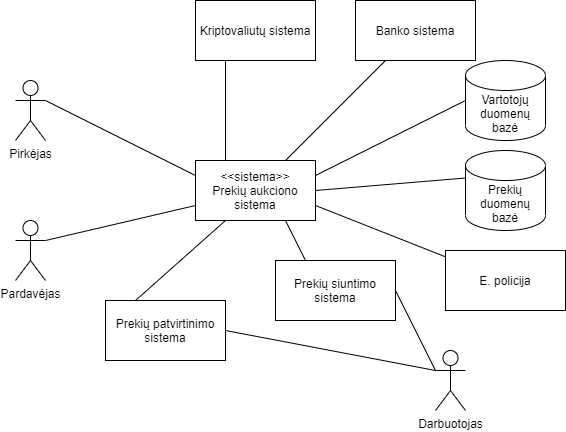 Kriptovaliutų sistema
Banko sistema
Vartotojų
duomenų
bazė
Pirkėjas
<<sistema>>
Prekių aukciono
sistema
Prekių
duomenų
bazė
Pardavėjas
Prekių siuntimo
sistema
E. policija
Prekių patvirtinimo
sistema
Darbuotojas